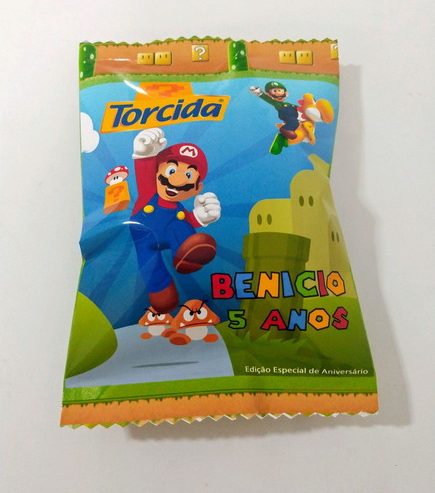 ?
Torcida®
M
?
BENICIO
5 ANOS
Edição Especial de Aniversário